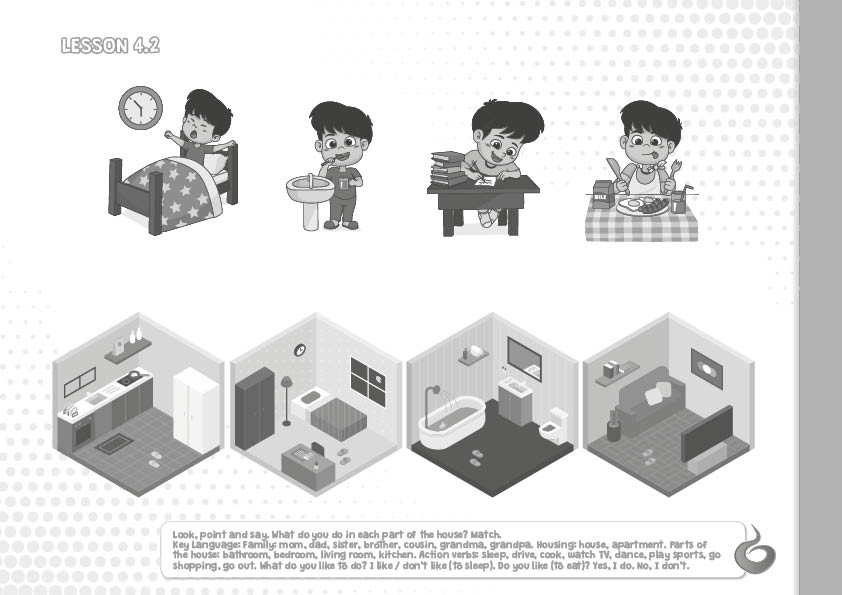 LESSON 4.2
MILK
Look, point and say. What do you do in each part of the house? Match.
Key Language: Family: mom, dad, sister, brother, cousin, grandma, grandpa. Housing: house, apartment. Parts of
the house: bathroom, bedroom, living room, kitchen. Action verbs: sleep, drive, cook, watch TV, dance, play sports, go
shopping, go out. What do you like to do? I like / don't like (to sleep). Do you like (to eat)? Yes, I do. No, I don't.